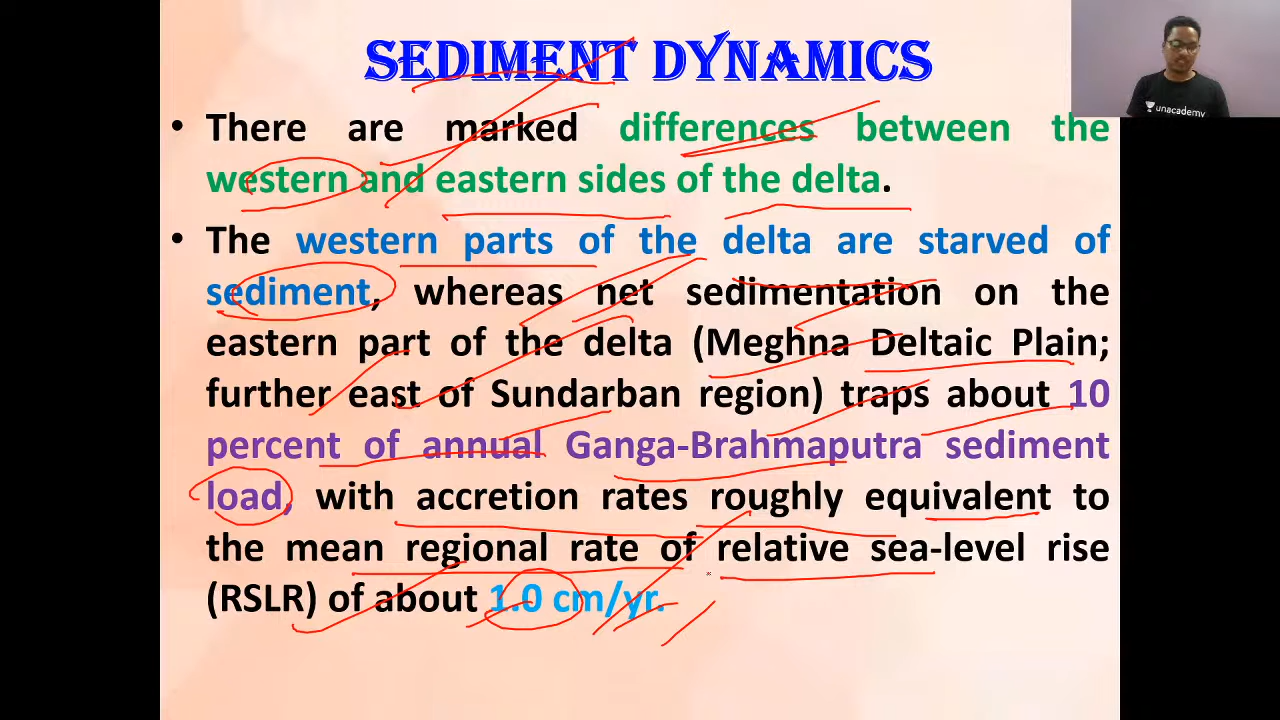 SEDIMENT DYNAMICS
unacademy
• There are marked differences between the
western and eastern sides of the delta.
• The western parts of the delta are starved of
sediment, whereas net sedimentation on the
eastern part of the delta (Meghna Deltaic Plain;
further east of Sundarban region) traps about 10
percent of annual Ganga-Brahmaputra sediment
load, with accretion rates roughly equivalent to
the mean regional rate of relative sea-level rise
(RSLR) of about 1.0 cm/yr.